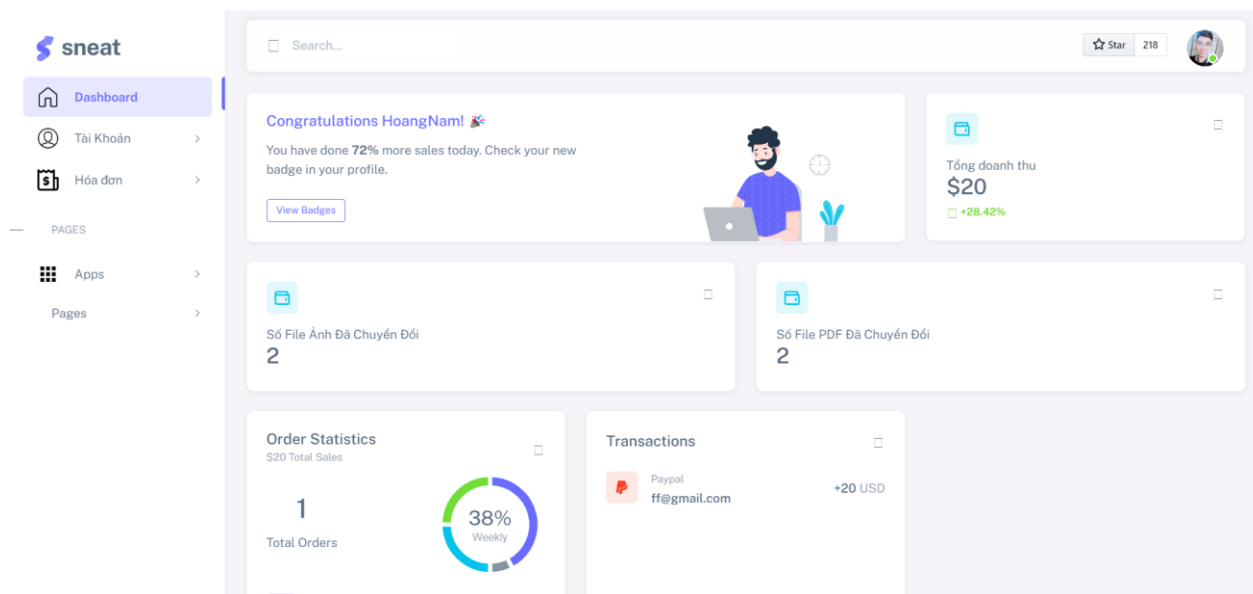 sneat
Dashboard
Tài Khoản
Hóa đơn
PAGES
Apps
Pages
Search...
Star
218
Congratulations HoangNam! 🎉
You have done 72% more sales today. Check your new
badge in your profile.
View Badges
Tổng doanh thu
$20
+28.42%
Số File Ảnh Đã Chuyển Đổi
2
Số File PDF Đã Chuyển Đổi
2
Order Statistics
$20 Total Sales
1
Total Orders
38%
Weekly
Transactions
Paypal
ff@gmail.com
+20 USD